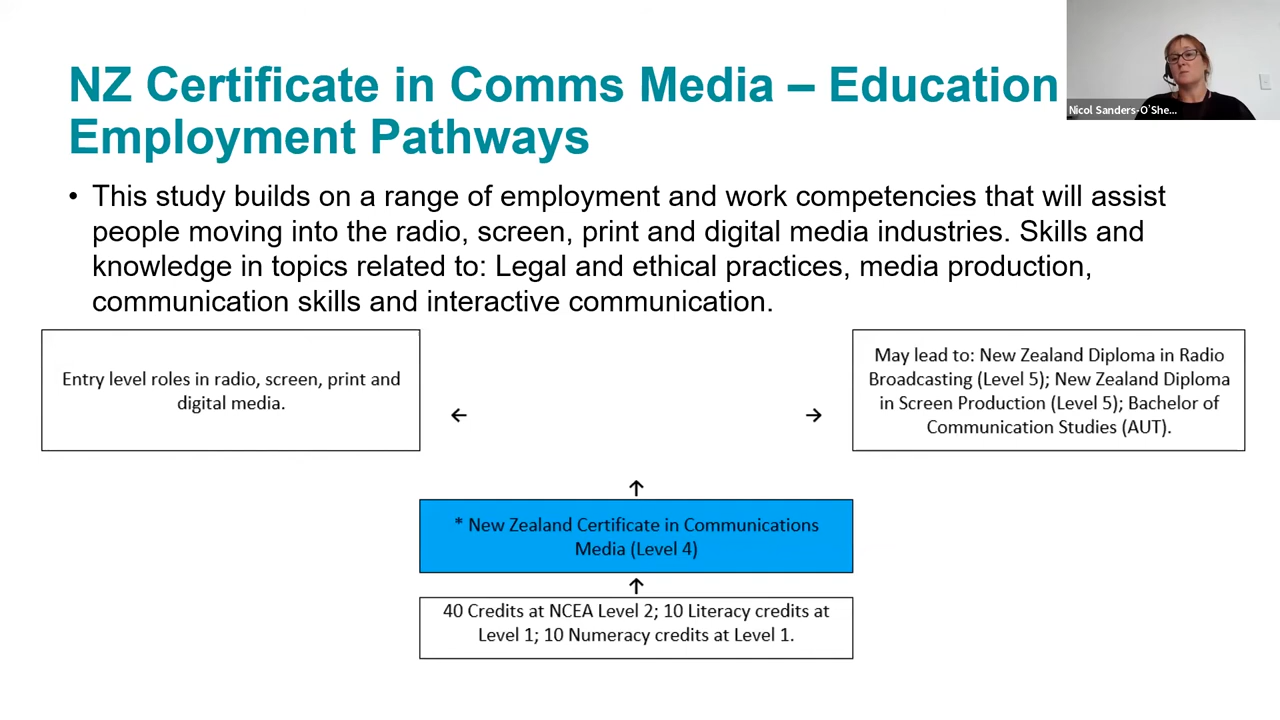 NZ Certificate in Comms Media – Education
Employment Pathways
Nicol Sanders-O'She...
• This study builds on a range of employment and work competencies that will assist
people moving into the radio, screen, print and digital media industries. Skills and
knowledge in topics related to: Legal and ethical practices, media production,
communication skills and interactive communication.
Entry level roles in radio, screen, print and
digital media.
←
→
May lead to: New Zealand Diploma in Radio
Broadcasting (Level 5); New Zealand Diploma
in Screen Production (Level 5); Bachelor of
Communication Studies (AUT).
↑
* New Zealand Certificate in Communications
Media (Level 4)
↑
40 Credits at NCEA Level 2; 10 Literacy credits at
Level 1; 10 Numeracy credits at Level 1.